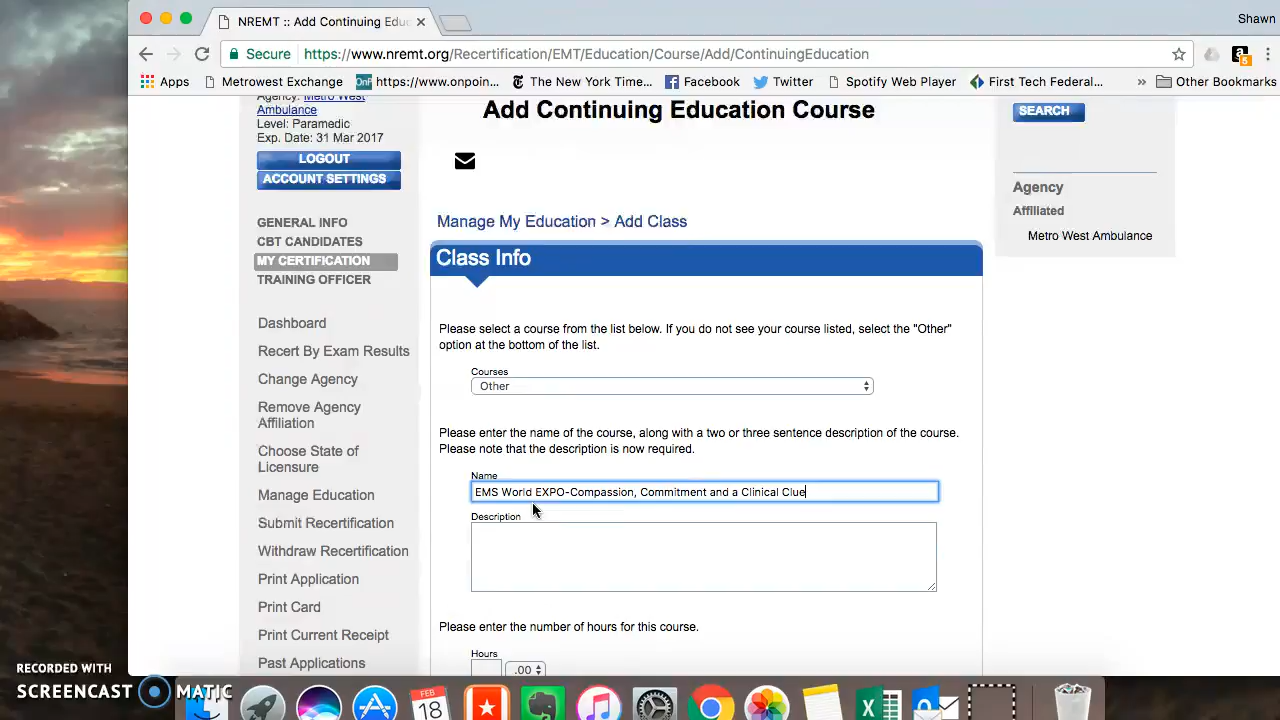 NREMT :: Add Continuing Educ
Shawn
Secure
https://www.nremt.org/Recertification/EMT/Education/Course/Add/ContinuingEducation
Apps
Metrowest Exchange
OnP https://www.onpoin...
The New York Time...
Facebook
Twitter
Spotify Web Player
First Tech Federal...
»
Other Bookmarks
Agency: Metro West
Ambulance
Level: Paramedic
Exp. Date: 31 Mar 2017
LOGOUT
ACCOUNT SETTINGS
GENERAL INFO
CBT CANDIDATES
MY CERTIFICATION
TRAINING OFFICER
Dashboard
Recert By Exam Results
Change Agency
Remove Agency
Affiliation
Choose State of
Licensure
Manage Education
Submit Recertification
Withdraw Recertification
Print Application
Print Card
Print Current Receipt
Past Applications
Add Continuing Education Course
Manage My Education > Add Class
Class Info
Please select a course from the list below. If you do not see your course listed, select the "Other"
option at the bottom of the list.
Courses
Other
Please enter the name of the course, along with a two or three sentence description of the course.
Please note that the description is now required.
Name
EMS World EXPO-Compassion, Commitment and a Clinical Clue
Description
Please enter the number of hours for this course.
Hours
.00
SEARCH
Agency
Affiliated
Metro West Ambulance
RECORDED WITH
SCREENCAST MATIC
FEB
18